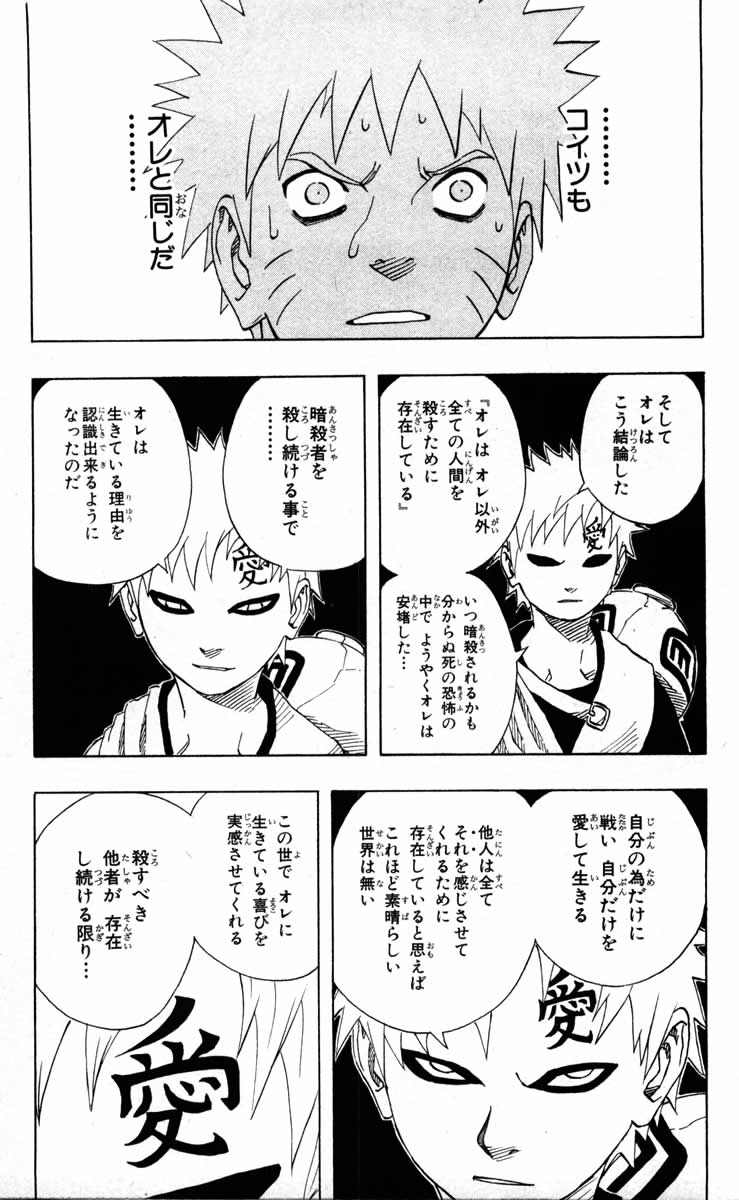 ………
コイツも
オレと同じだ
………
そして
オレは
こう結論した
『オレは オレ以外
全ての人間を
殺すために
存在している』
いつ暗殺されるかも
分からぬ死の恐怖の
中で ようやくオレは
安堵した…
暗殺者を
殺し続ける事で
………
オレは
生きている理由を
認識出来るように
なったのだ
自分の為だけに
戦い 自分だけを
愛して生きる
他人は全て
それを感じさせて
くれるために
存在していると思えば
これほど素晴らしい
世界は無い
この世で オレに
生きている喜びを
実感させてくれる
殺すべき
他者が 存在
し続ける限り…
愛
愛
愛
愛